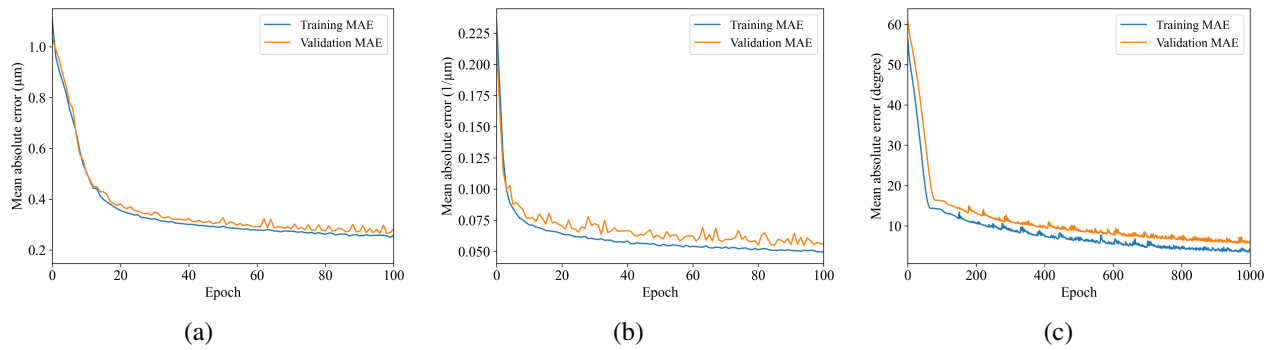 Mean absolute error (µm)
1.0
0.8
0.6
0.4
0.2
0
20
40
60
80
100
Epoch
Training MAE
Validation MAE
(a)
Mean absolute error (1/µm)
0.225
0.200
0.175
0.150
0.125
0.100
0.075
0.050
0
20
40
60
80
100
Epoch
Training MAE
Validation MAE
(b)
Mean absolute error (degree)
60
50
40
30
20
10
0
200
400
600
800
1000
Epoch
Training MAE
Validation MAE
(c)